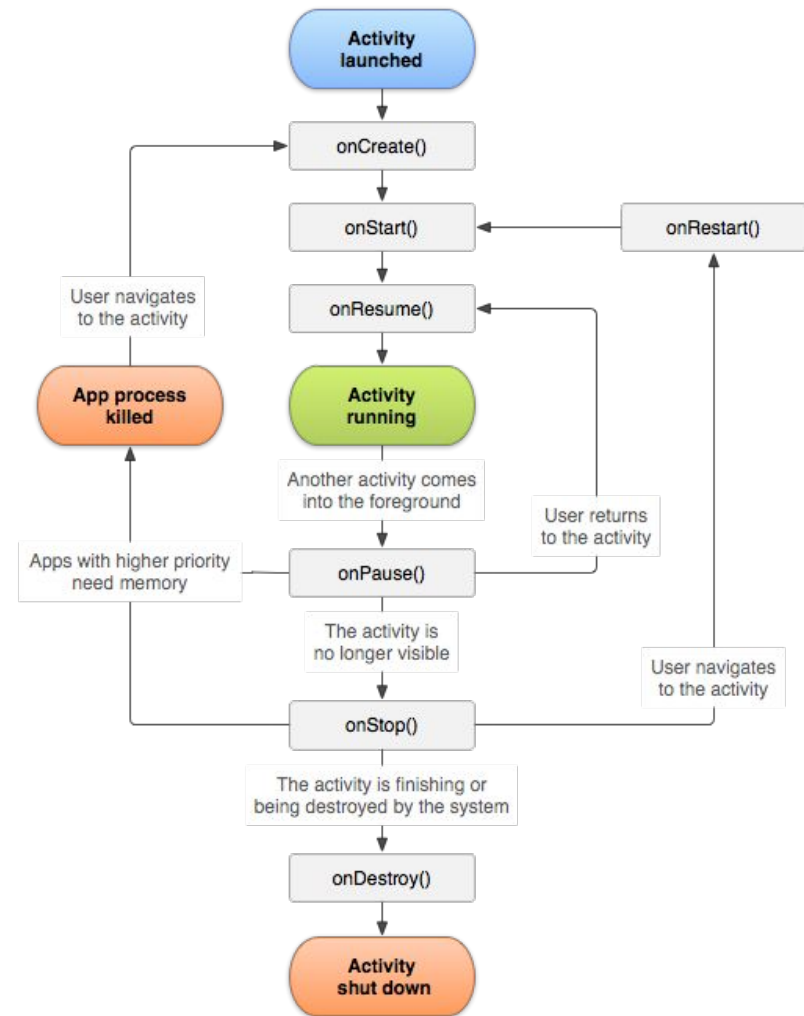 Activity
launched
onCreate()
onStart()
onRestart()
User navigates
to the activity
onResume()
App process
killed
Activity
running
Another activity comes
into the foreground
User returns
to the activity
Apps with higher priority
need memory
onPause()
The activity is
no longer visible
User navigates
to the activity
onStop()
The activity is finishing or
being destroyed by the system
onDestroy()
Activity
shut down